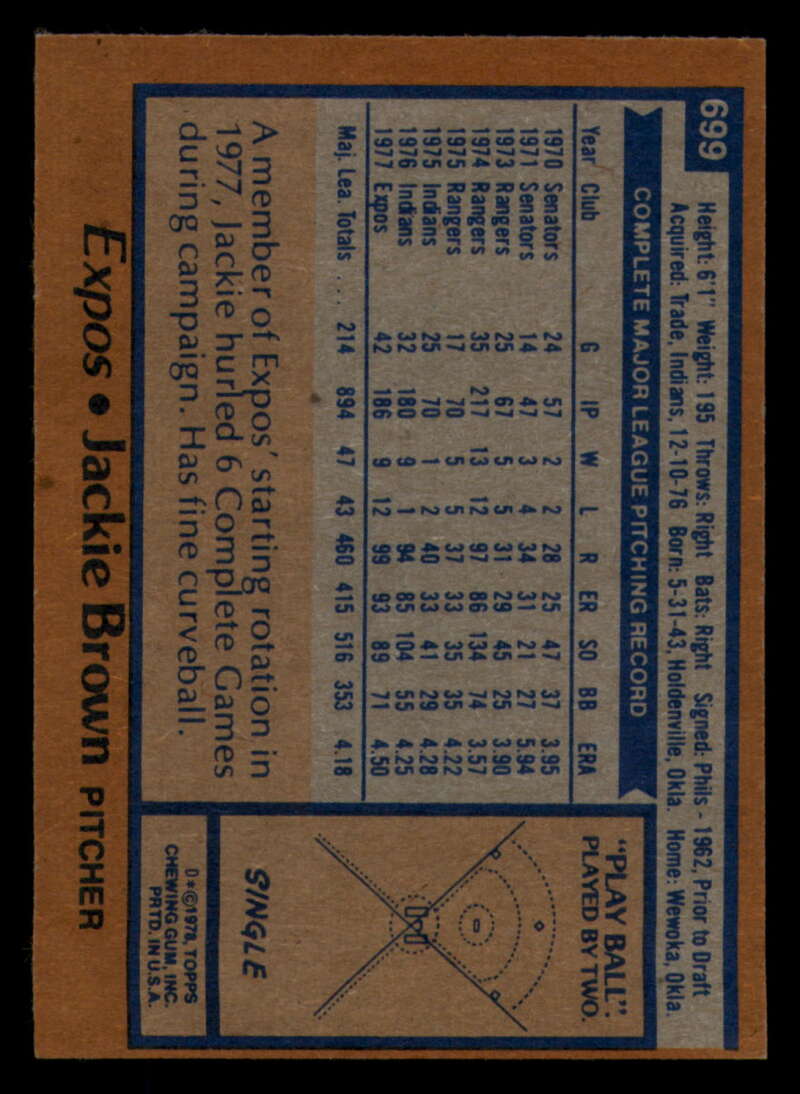 699
Height: 6'1" Weight: 195 Throws: Right Bats: Right Signed: Phils - 1962, Prior to Draft
Acquired: Trade, Indians, 12-10-76 Born: 5-31-43, Holdenville, Okla. Home: Wewoka, Okla.
COMPLETE MAJOR LEAGUE PITCHING RECORD
Year Club G IP W L R ER SO BB ERA
1970 Senators 24 57 2 2 28 25 47 37 3.95
1971 Senators 14 47 3 4 34 31 21 27 5.94
1973 Rangers 25 67 5 5 31 29 45 25 3.90
1974 Rangers 35 217 13 12 97 86 134 74 3.57
1975 Rangers 17 70 5 5 37 33 35 35 4.22
1975 Indians 25 70 1 2 40 33 41 29 4.28
1976 Indians 32 180 9 1 94 85 104 55 4.25
1977 Expos 42 186 9 12 99 93 89 71 4.50
Maj. Lea. Totals ... 214 894 47 43 460 415 516 353 4.18
A member of Expos' starting rotation in
1977, Jackie hurled 6 Complete Games
during campaign. Has fine curveball.
"PLAY BALL":
PLAYED BY TWO.
SINGLE
D*©1978, TOPPS
CHEWING GUM, INC.
PRTD. IN U.S.A.
Expos • Jackie Brown PITCHER